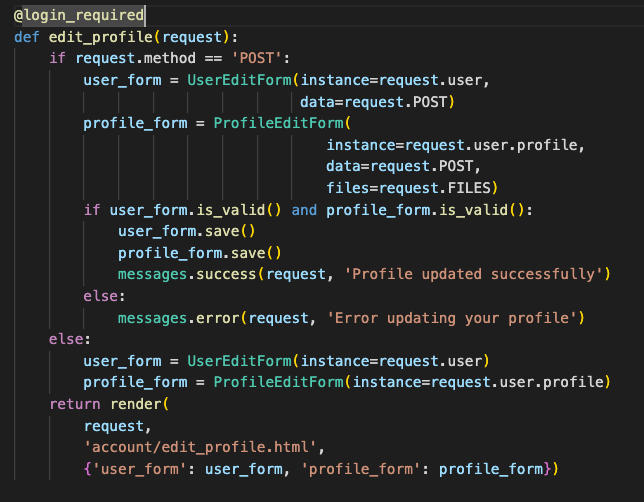 @login_required
def edit_profile(request):
    if request.method == 'POST':
        user_form = UserEditForm(instance=request.user,
                                 data=request.POST)
        profile_form = ProfileEditForm(
                                    instance=request.user.profile,
                                    data=request.POST,
                                    files=request.FILES)
        if user_form.is_valid() and profile_form.is_valid():
            user_form.save()
            profile_form.save()
            messages.success(request, 'Profile updated successfully')
        else:
            messages.error(request, 'Error updating your profile')
    else:
        user_form = UserEditForm(instance=request.user)
        profile_form = ProfileEditForm(instance=request.user.profile)
    return render(
        request,
        'account/edit_profile.html',
        {'user_form': user_form, 'profile_form': profile_form})